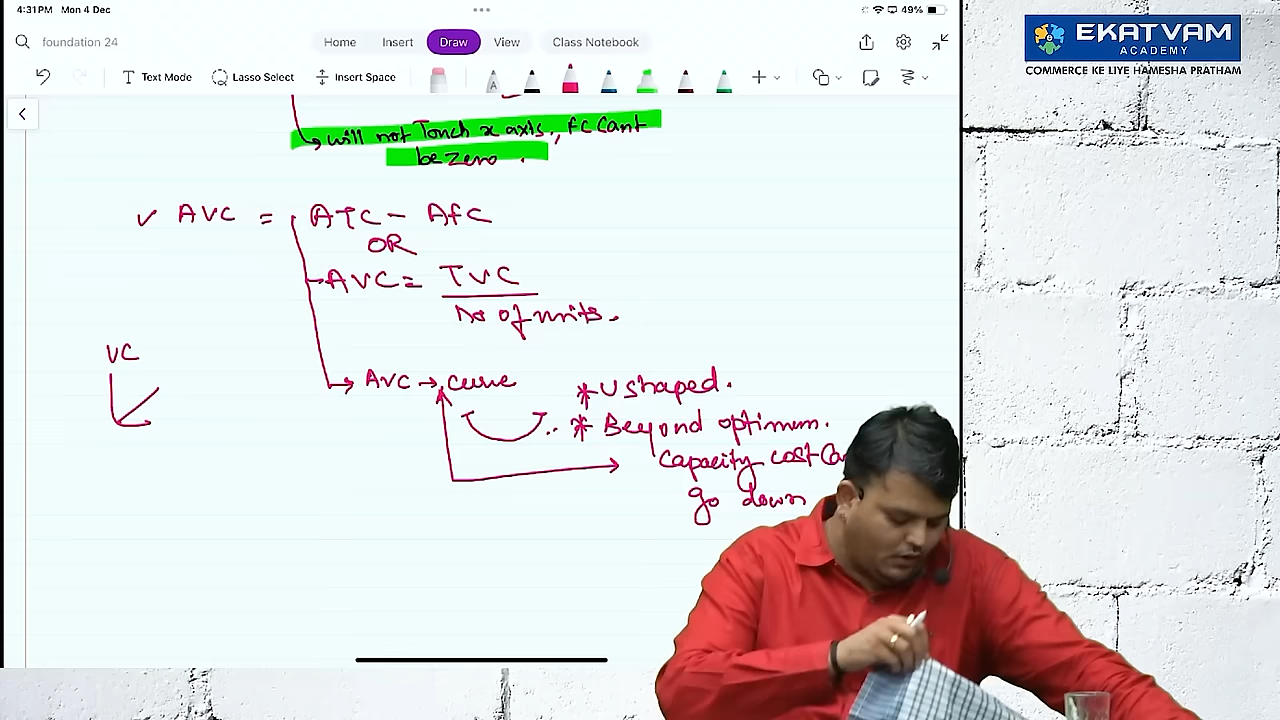 4:31PM Mon 4 Dec
49%
foundation 24
Home Insert Draw View Class Notebook
Text Mode Lasso Select Insert Space
EKATVAM
ACADEMY
COMMERCE KE LIYE HAMESHA PRATHAM
will not Touch x axis, FC Cant
be zero.
AVC = ATC - AFC
OR
AVC = TVC
No of units.
VC
AVC → curve
* U shaped.
* Beyond optimum.
capacity cost
go down